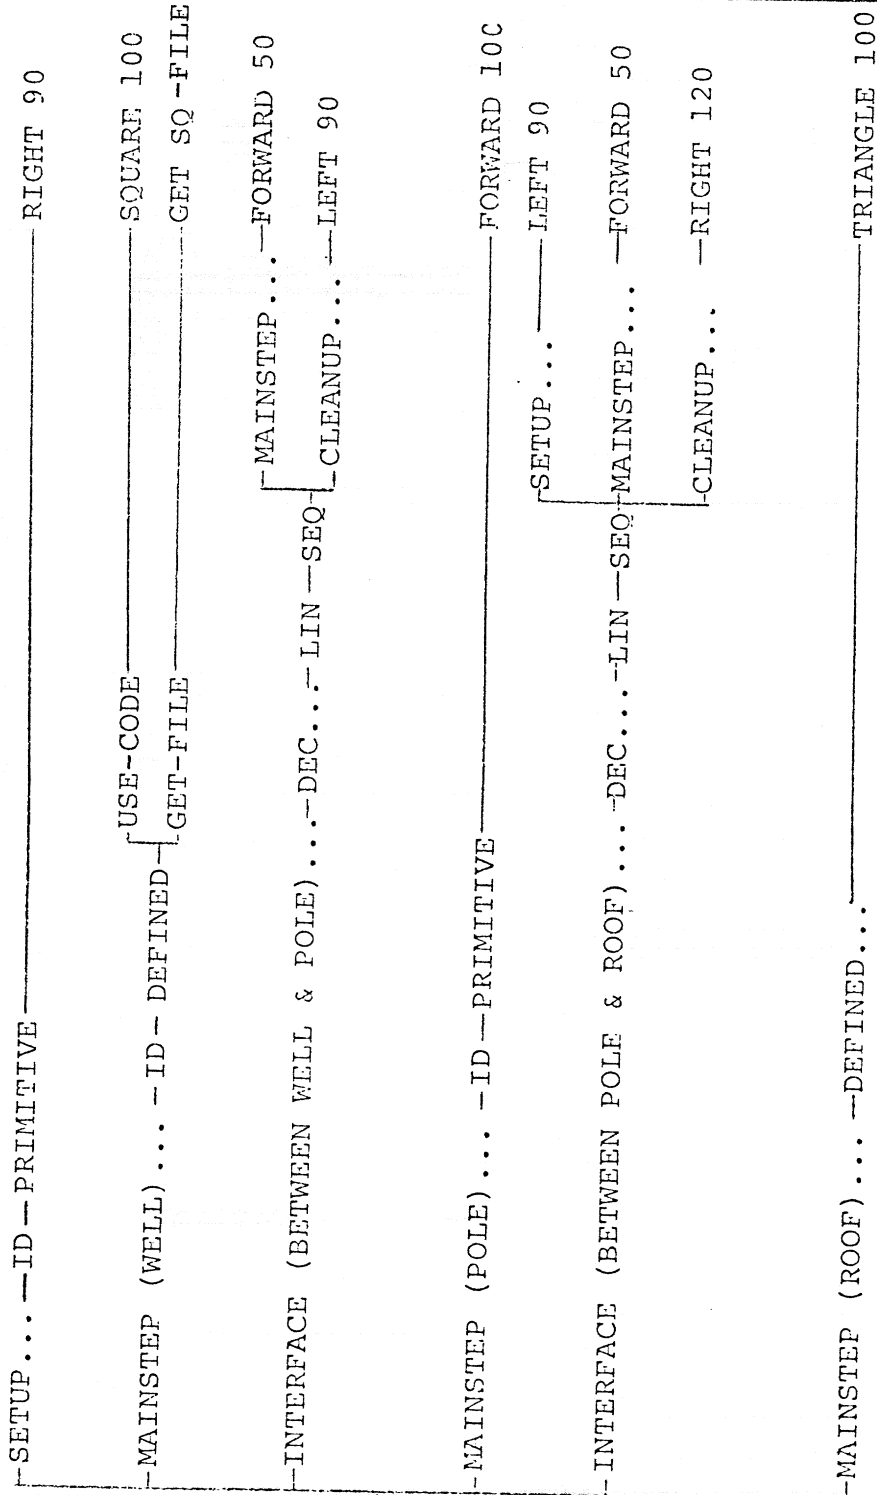 SETUP... —ID—PRIMITIVE— RIGHT 90
USE-CODE SQUARE 100
MAINSTEP (WELL)... —ID—DEFINED
GET-FILE GET SQ-FILE
MAINSTEP... —FORWARD 50
INTERFACE (BETWEEN WELL & POLE)...—DEC...—LIN—SEQ
CLEANUP... —LEFT 90
MAINSTEP (POLE)... —ID—PRIMITIVE— FORWARD 10C
SETUP... —LEFT 90
INTERFACE (BETWEEN POLE & ROOF)... —DEC...—LIN—SEQ—MAINSTEP... —FORWARD 50
CLEANUP... —RIGHT 120
MAINSTEP (ROOF)... —DEFINED... TRIANGLE 100